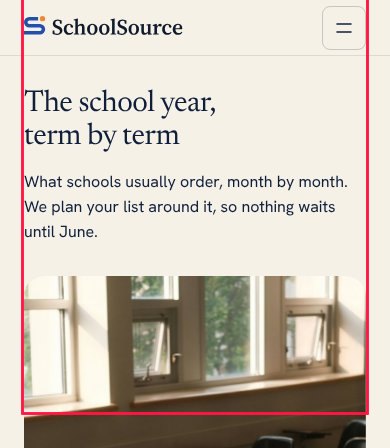 SchoolSource
The school year,
term by term
What schools usually order, month by month.
We plan your list around it, so nothing waits
until June.